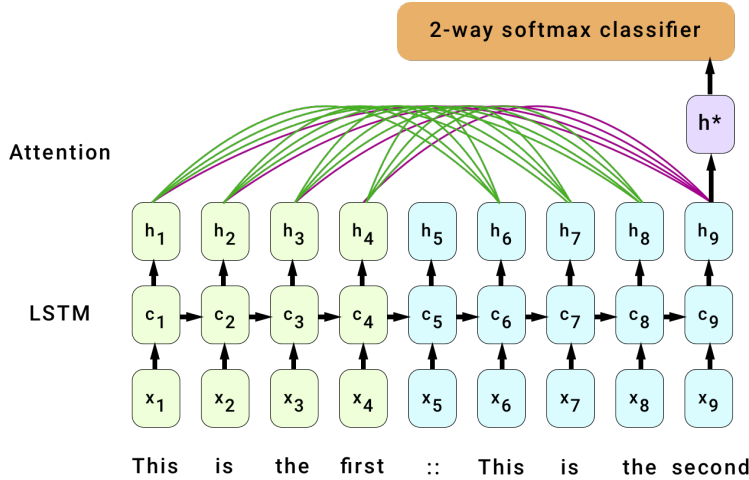 2-way softmax classifier
h*
Attention
h1 h2 h3 h4 h5 h6 h7 h8 h9
LSTM
c1 c2 c3 c4 c5 c6 c7 c8 c9
x1 x2 x3 x4 x5 x6 x7 x8 x9
This is the first :: This is the second